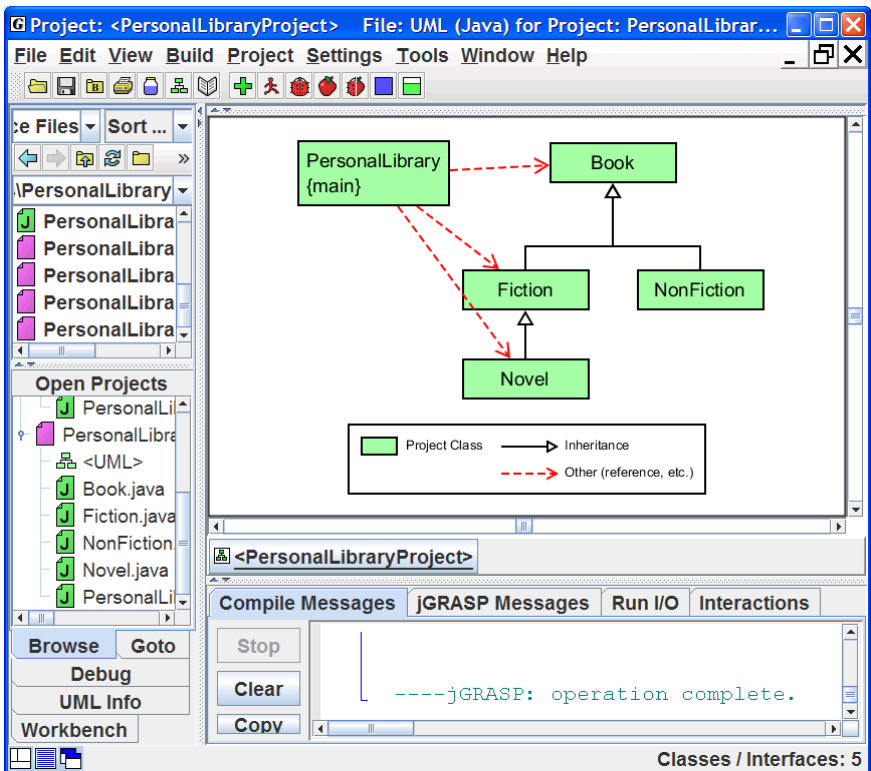 Project: <PersonalLibraryProject> File: UML (Java) for Project: PersonalLibrar...
File Edit View Build Project Settings Tools Window Help
:e Files Sort ...
»
\PersonalLibrary
PersonalLibra
PersonalLibra
PersonalLibra
PersonalLibra
PersonalLibra
Open Projects
PersonalLi
PersonalLibra
<UML>
Book.java
Fiction.java
NonFiction.
Novel.java
PersonalLi
Browse Goto
Debug
UML Info
Workbench
PersonalLibrary
{main}
Book
Fiction
NonFiction
Novel
Project Class
Inheritance
Other (reference, etc.)
<PersonalLibraryProject>
Compile Messages jGRASP Messages Run I/O Interactions
Stop
Clear
Copy
----jGRASP: operation complete.
Classes / Interfaces: 5